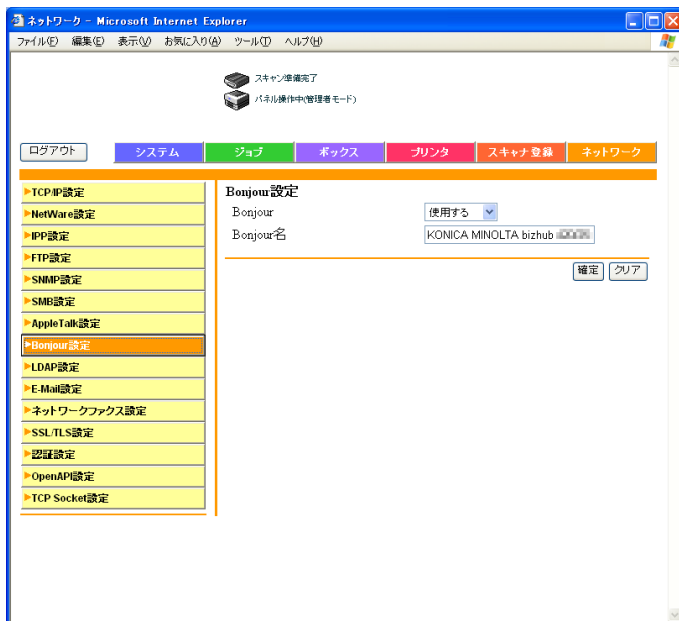 ネットワーク - Microsoft Internet Explorer
ファイル(F) 編集(E) 表示(V) お気に入り(A) ツール(T) ヘルプ(H)
スキャン準備完了
パネル操作中(管理者モード)
ログアウト システム ジョブ ボックス プリンタ スキャナ登録 ネットワーク
TCP/IP設定
NetWare設定
IPP設定
FTP設定
SNMP設定
SMB設定
AppleTalk設定
Bonjour設定
LDAP設定
E-Mail設定
ネットワークファクス設定
SSL/TLS設定
認証設定
OpenAPI設定
TCP Socket設定
Bonjour設定
Bonjour 使用する
Bonjour名 KONICA MINOLTA bizhub
確定 クリア